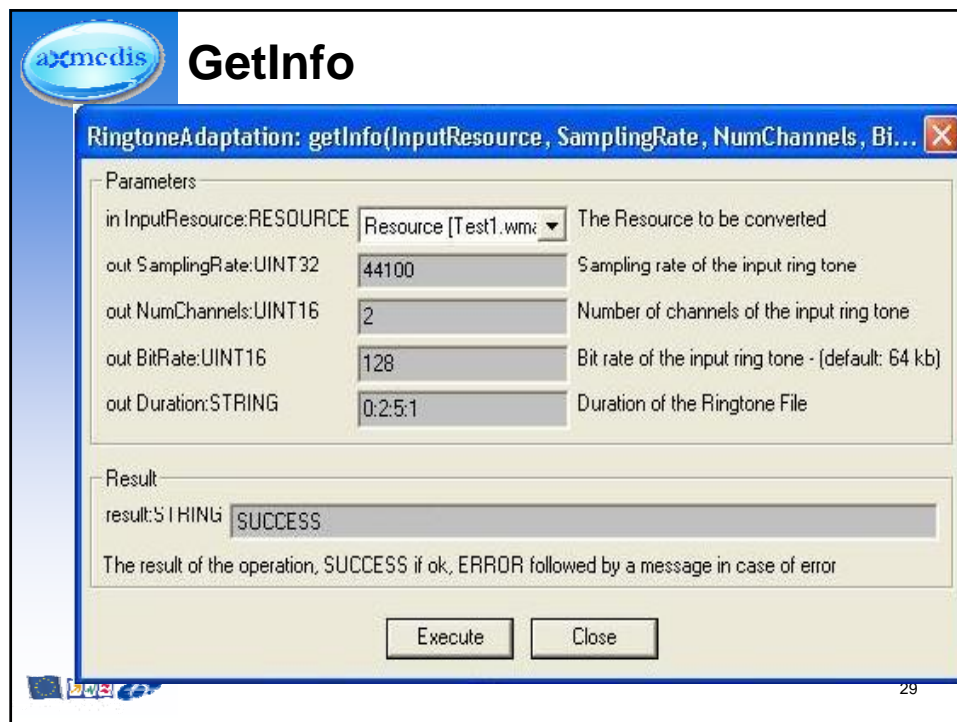 axmedis
GetInfo
RingtoneAdaptation: getInfo(InputResource, SamplingRate, NumChannels, Bi...
Parameters
in InputResource:RESOURCE Resource [Test1.wma The Resource to be converted
out SamplingRate:UINT32 44100 Sampling rate of the input ring tone
out NumChannels:UINT16 2 Number of channels of the input ring tone
out BitRate:UINT16 128 Bit rate of the input ring tone - (default: 64 kb)
out Duration:STRING 0:2:5:1 Duration of the Ringtone File
Result
result:STRING SUCCESS
The result of the operation, SUCCESS if ok, ERROR followed by a message in case of error
Execute Close
29